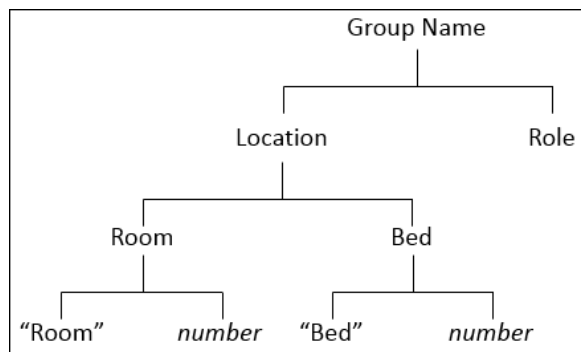 Group Name
Location Role
Room Bed
“Room” number “Bed” number